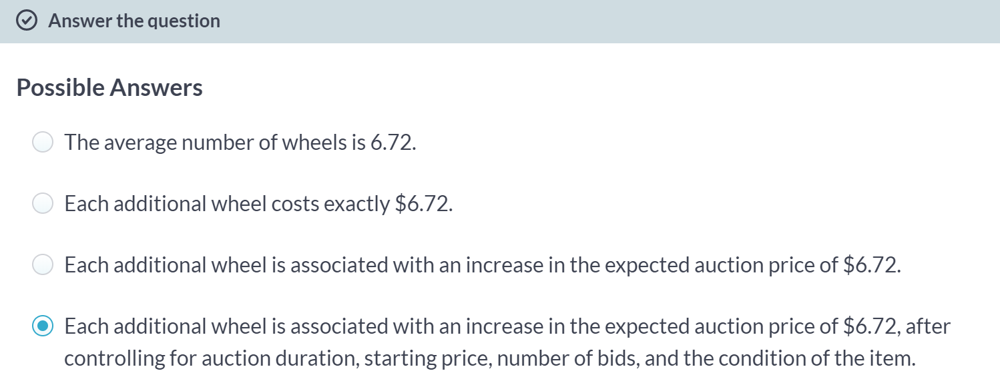 Answer the question
Possible Answers
The average number of wheels is 6.72.
Each additional wheel costs exactly $6.72.
Each additional wheel is associated with an increase in the expected auction price of $6.72.
Each additional wheel is associated with an increase in the expected auction price of $6.72, after
controlling for auction duration, starting price, number of bids, and the condition of the item.